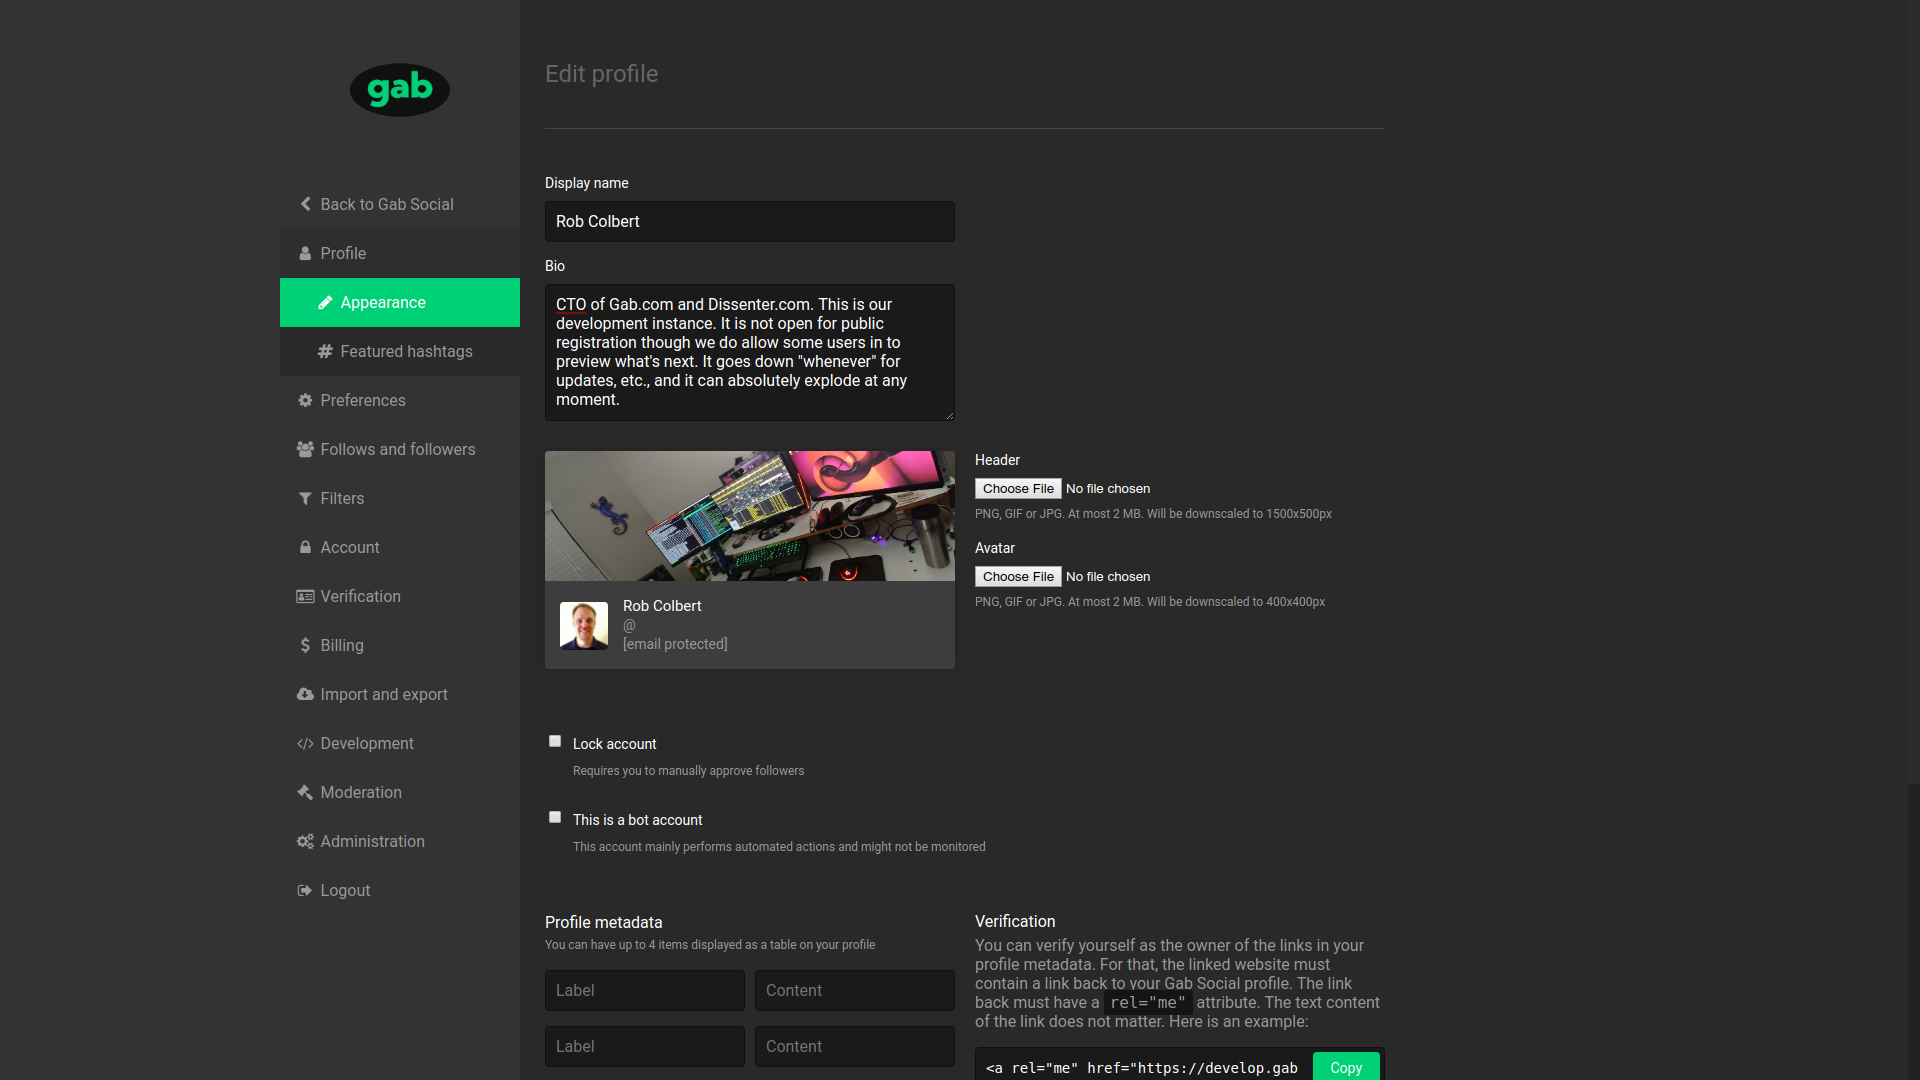 gab
Back to Gab Social
Profile
Appearance
Featured hashtags
Preferences
Follows and followers
Filters
Account
Verification
Billing
Import and export
Development
Moderation
Administration
Logout
Edit profile
Display name
Rob Colbert
Bio
CTO of Gab.com and Dissenter.com. This is our
development instance. It is not open for public
registration though we do allow some users in to
preview what's next. It goes down "whenever" for
updates, etc., and it can absolutely explode at any
moment.
Rob Colbert
@
[email protected]
Header
Choose File No file chosen
PNG, GIF or JPG. At most 2 MB. Will be downscaled to 1500x500px
Avatar
Choose File No file chosen
PNG, GIF or JPG. At most 2 MB. Will be downscaled to 400x400px
Lock account
Requires you to manually approve followers
This is a bot account
This account mainly performs automated actions and might not be monitored
Profile metadata
You can have up to 4 items displayed as a table on your profile
Label Content
Label Content
Verification
You can verify yourself as the owner of the links in your
profile metadata. For that, the linked website must
contain a link back to your Gab Social profile. The link
back must have a rel="me" attribute. The text content
of the link does not matter. Here is an example:
<a rel="me" href="https://develop.gab Copy